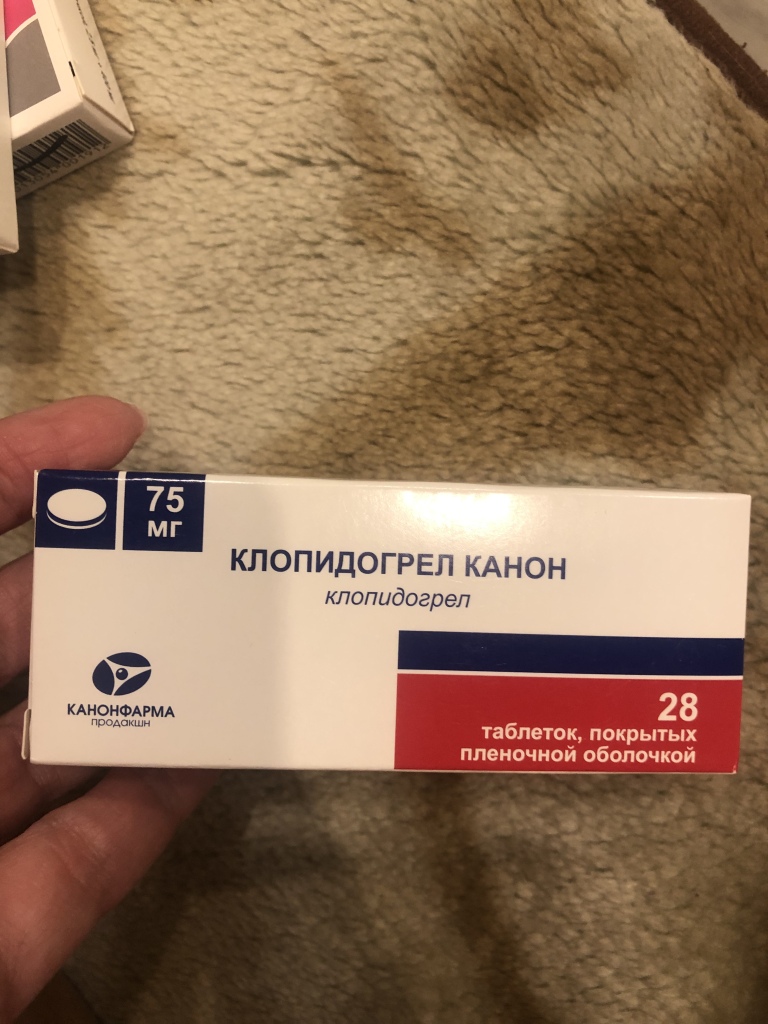 75
мг
КЛОПИДОГРЕЛ КАНОН
клопидогрел
КАНОНФАРМА
продакшн
28
таблеток, покрытых
пленочной оболочкой